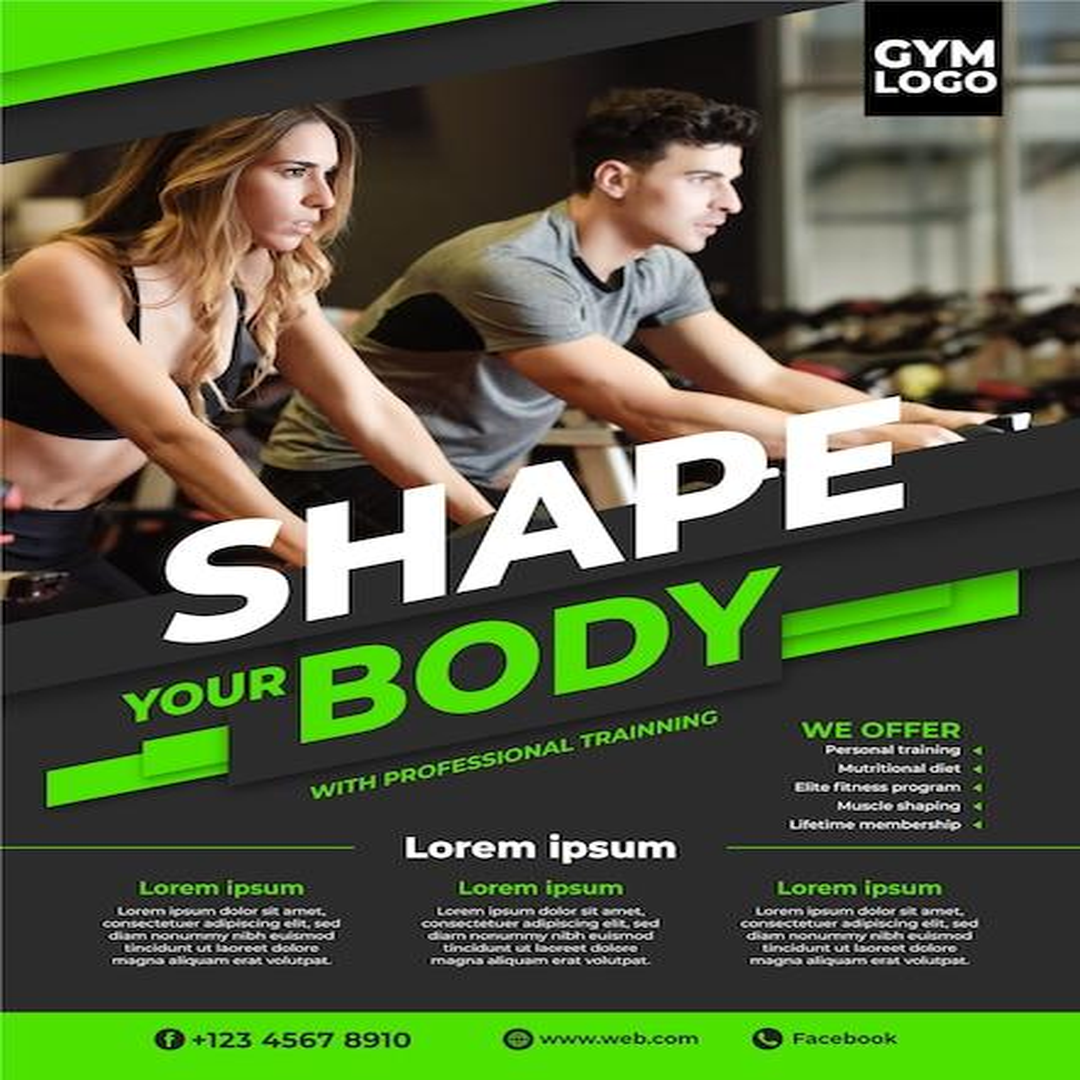 GYM
LOGO
SHAPE
YOUR BODY
WITH PROFESSIONAL TRAINNING
WE OFFER
Personal training
Mutritional diet
Elite fitness program
Muscle shaping
Lifetime membership
Lorem ipsum
Lorem ipsum
Lorem ipsum dolor sit amet,
consectetuer adipiscing elit, sed
diam nonummy nibh euismod
tincidunt ut laoreet dolore
magna aliquam erat volutpat.
Lorem ipsum
Lorem ipsum dolor sit amet,
consectetuer adipiscing elit, sed
diam nonummy nibh euismod
tincidunt ut laoreet dolore
magna aliquam erat volutpat.
Lorem ipsum
Lorem ipsum dolor sit amet,
consectetuer adipiscing elit, sed
diam nonummy nibh euismod
tincidunt ut laoreet dolore
magna aliquam erat volutpat.
+123 4567 8910
www.web.com
Facebook